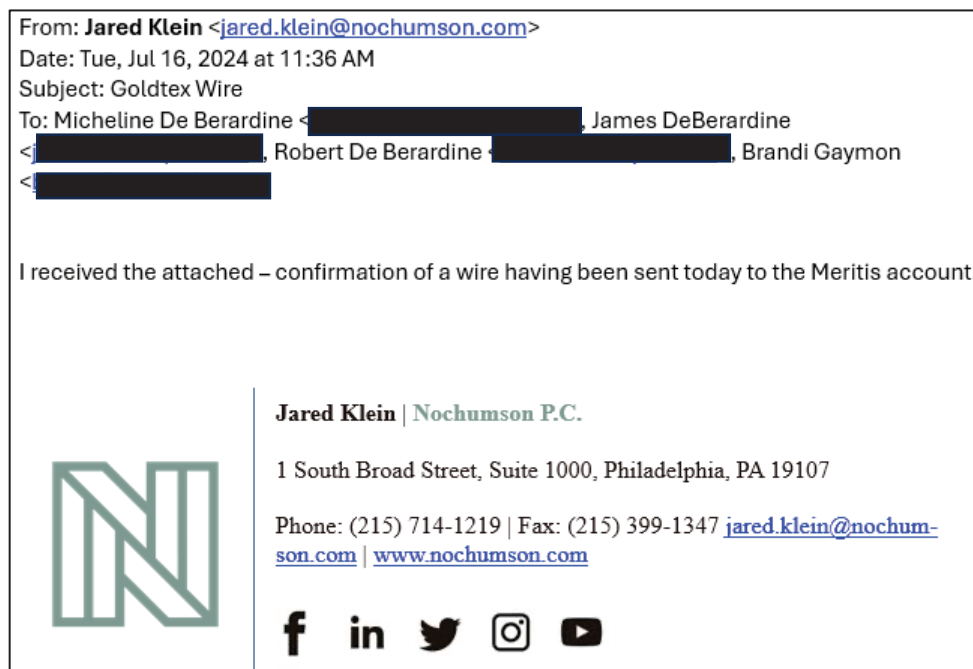 From: Jared Klein <jared.klein@nochumson.com>
Date: Tue, Jul 16, 2024 at 11:36 AM
Subject: Goldtex Wire
To: Micheline De Berardine <, James DeBerardine
<, Robert De Berardine <, Brandi Gaymon
<
I received the attached – confirmation of a wire having been sent today to the Meritis account
Jared Klein | Nochumson P.C.
1 South Broad Street, Suite 1000, Philadelphia, PA 19107
Phone: (215) 714-1219 | Fax: (215) 399-1347 jared.klein@nochum-
son.com | www.nochumson.com